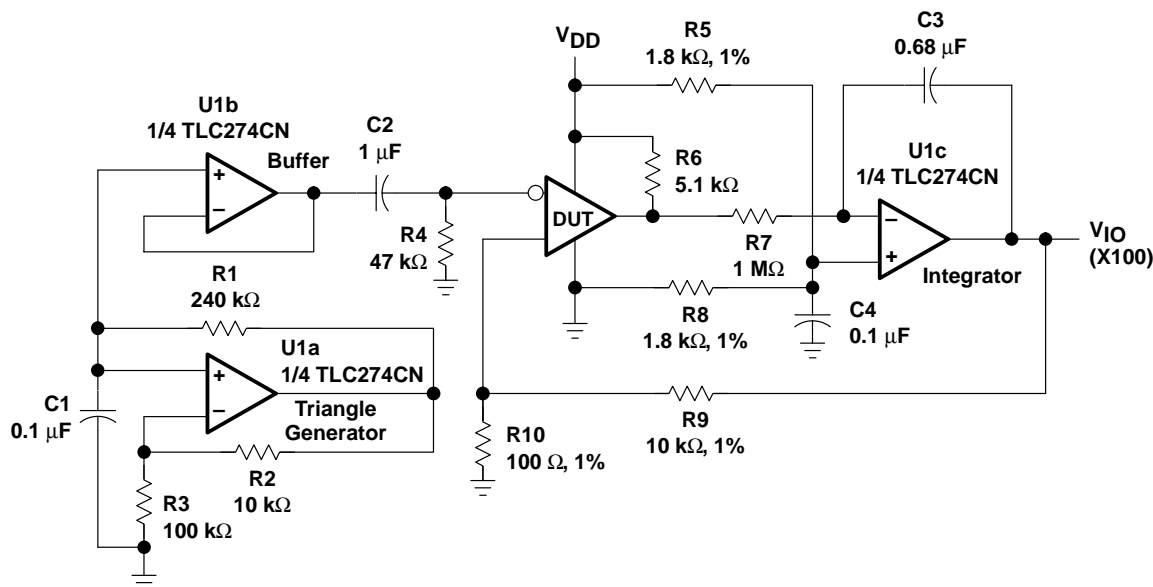 V_DD
R5
1.8 kΩ, 1%
C3
0.68 μF
U1b
1/4 TLC274CN
Buffer
C2
1 μF
R6
5.1 kΩ
U1c
1/4 TLC274CN
+
−
DUT
−
+
R4
47 kΩ
R7
1 MΩ
Integrator
V_IO
(X100)
R1
240 kΩ
R8
1.8 kΩ, 1%
C4
0.1 μF
U1a
1/4 TLC274CN
+
−
Triangle
Generator
C1
0.1 μF
R2
10 kΩ
R3
100 kΩ
R10
100 Ω, 1%
R9
10 kΩ, 1%